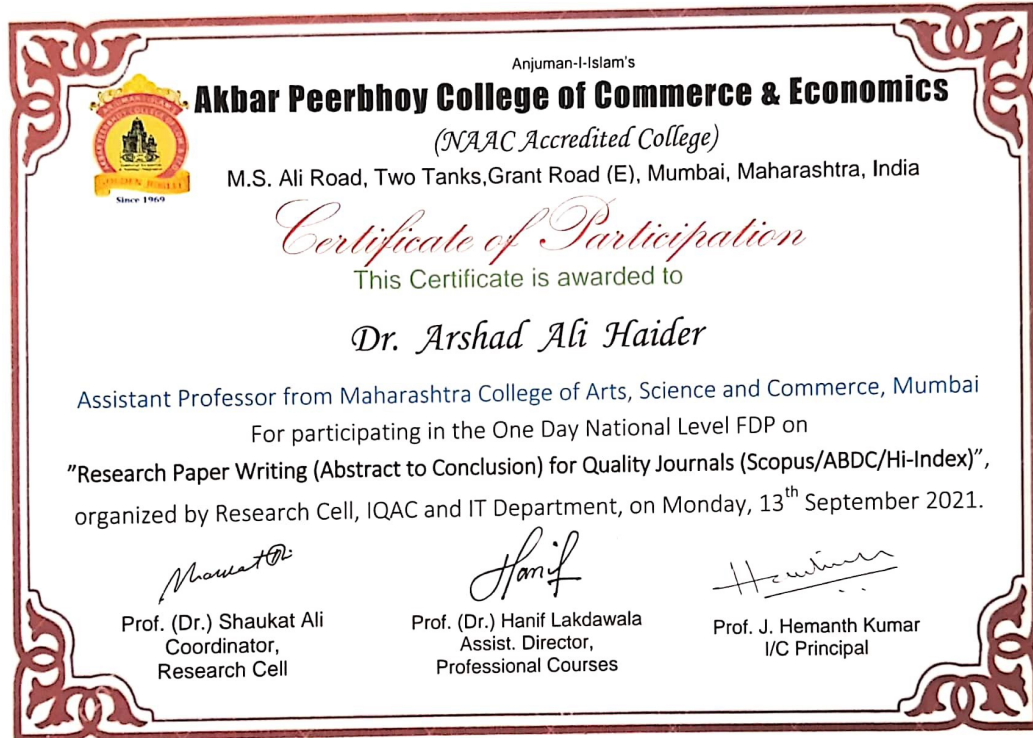 Anjuman-I-Islam's
Akbar Peerbhoy College of Commerce & Economics
(NAAC Accredited College)
M.S. Ali Road, Two Tanks,Grant Road (E), Mumbai, Maharashtra, India
Since 1969
Certificate of Participation
This Certificate is awarded to
Dr. Arshad Ali Haider
Assistant Professor from Maharashtra College of Arts, Science and Commerce, Mumbai
For participating in the One Day National Level FDP on
"Research Paper Writing (Abstract to Conclusion) for Quality Journals (Scopus/ABDC/Hi-Index)",
organized by Research Cell, IQAC and IT Department, on Monday, 13th September 2021.
Hanif
Prof. (Dr.) Shaukat Ali
Coordinator,
Research Cell
Prof. (Dr.) Hanif Lakdawala
Assist. Director,
Professional Courses
Prof. J. Hemanth Kumar
I/C Principal